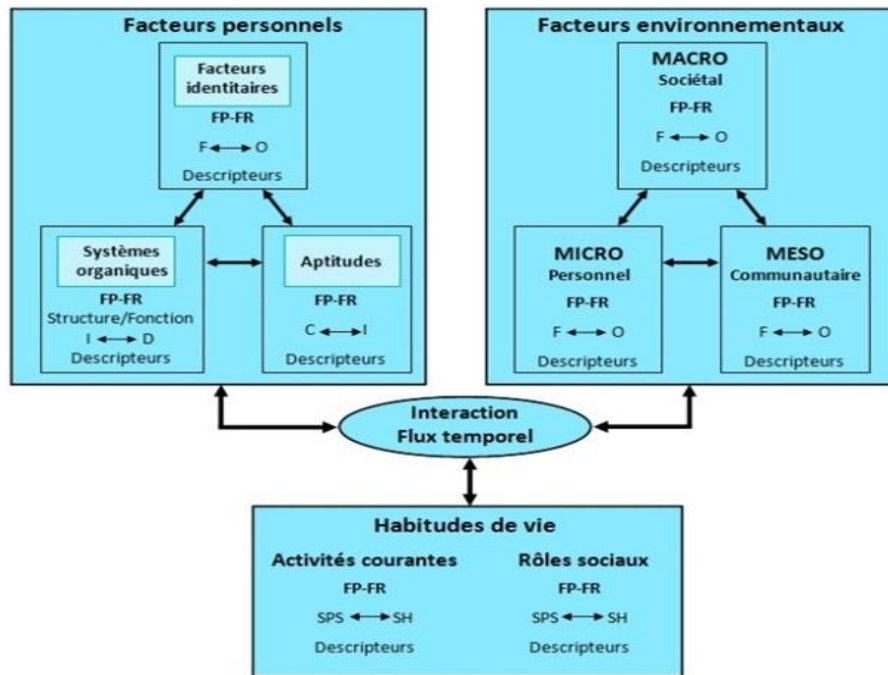 Facteurs personnels
Facteurs
identitaires
FP-FR
F ↔ O
Descripteurs
Systèmes
organiques
FP-FR
Structure/Fonction
I ↔ D
Descripteurs
Aptitudes
FP-FR
C ↔ I
Descripteurs
Facteurs environnementaux
MACRO
Sociétal
FP-FR
F ↔ O
Descripteurs
MICRO
Personnel
FP-FR
F ↔ O
Descripteurs
MESO
Communautaire
FP-FR
F ↔ O
Descripteurs
Interaction
Flux temporel
Habitudes de vie
Activités courantes
FP-FR
SPS ↔ SH
Descripteurs
Rôles sociaux
FP-FR
SPS ↔ SH
Descripteurs